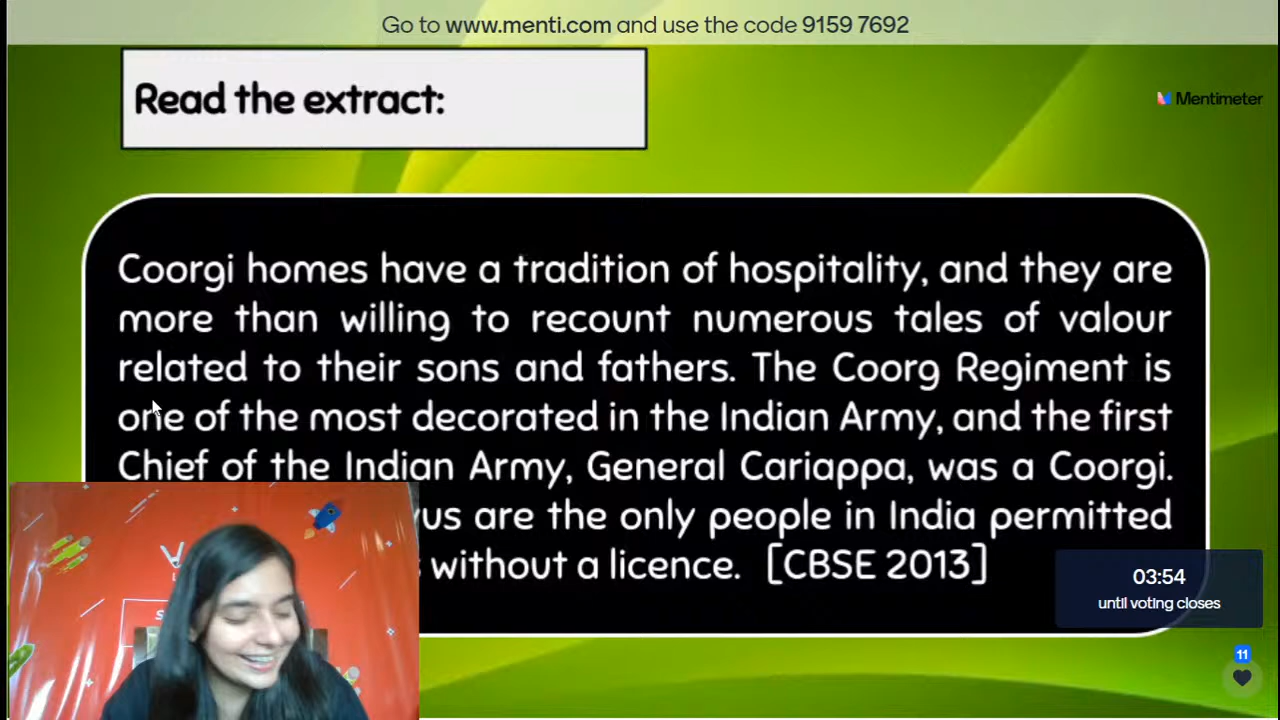 Go to www.menti.com and use the code 9159 7692
Read the extract:
Mentimeter
Coorgi homes have a tradition of hospitality, and they are
more than willing to recount numerous tales of valour
related to their sons and fathers. The Coorg Regiment is
one of the most decorated in the Indian Army, and the first
Chief of the Indian Army, General Cariappa, was a Coorgi.
are the only people in India permitted
without a licence. [CBSE 2013]
03:54
until voting closes
11